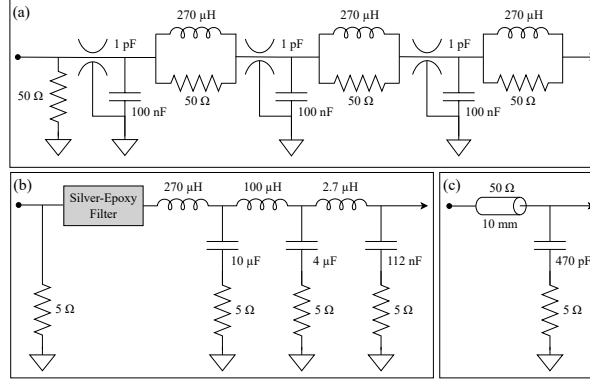 (a)
270 µH
270 µH
270 µH
1 pF
1 pF
1 pF
50 Ω
100 nF
50 Ω
100 nF
50 Ω
100 nF
50 Ω
(b)
Silver-Epoxy
Filter
270 µH
100 µH
2.7 µH
10 µF
4 µF
112 nF
5 Ω
5 Ω
5 Ω
5 Ω
(c)
50 Ω
10 mm
470 pF
5 Ω